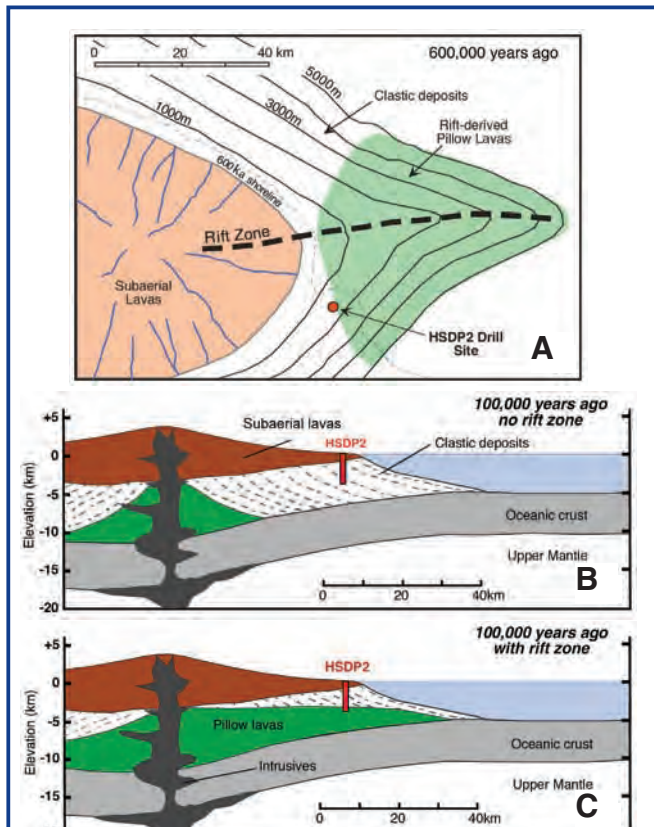 0 20 40 km
600,000 years ago
5000m
Clastic deposits
3000m
Rift-derived
Pillow Lavas
1000m
600 ka shoreline
Rift Zone
Subaerial
Lavas
HSDP2 Drill
Site
A
100,000 years ago
no rift zone
+5
Subaerial lavas
HSDP2
Clastic deposits
0
Elevation (km)
-5
Oceanic crust
-10
Upper Mantle
-15
0 20 40km
B
-20
100,000 years ago
with rift zone
+5
HSDP2
0
Elevation (km)
-5
Pillow lavas
Oceanic crust
-10
Intrusives
Upper Mantle
-15
0 20 40km
C